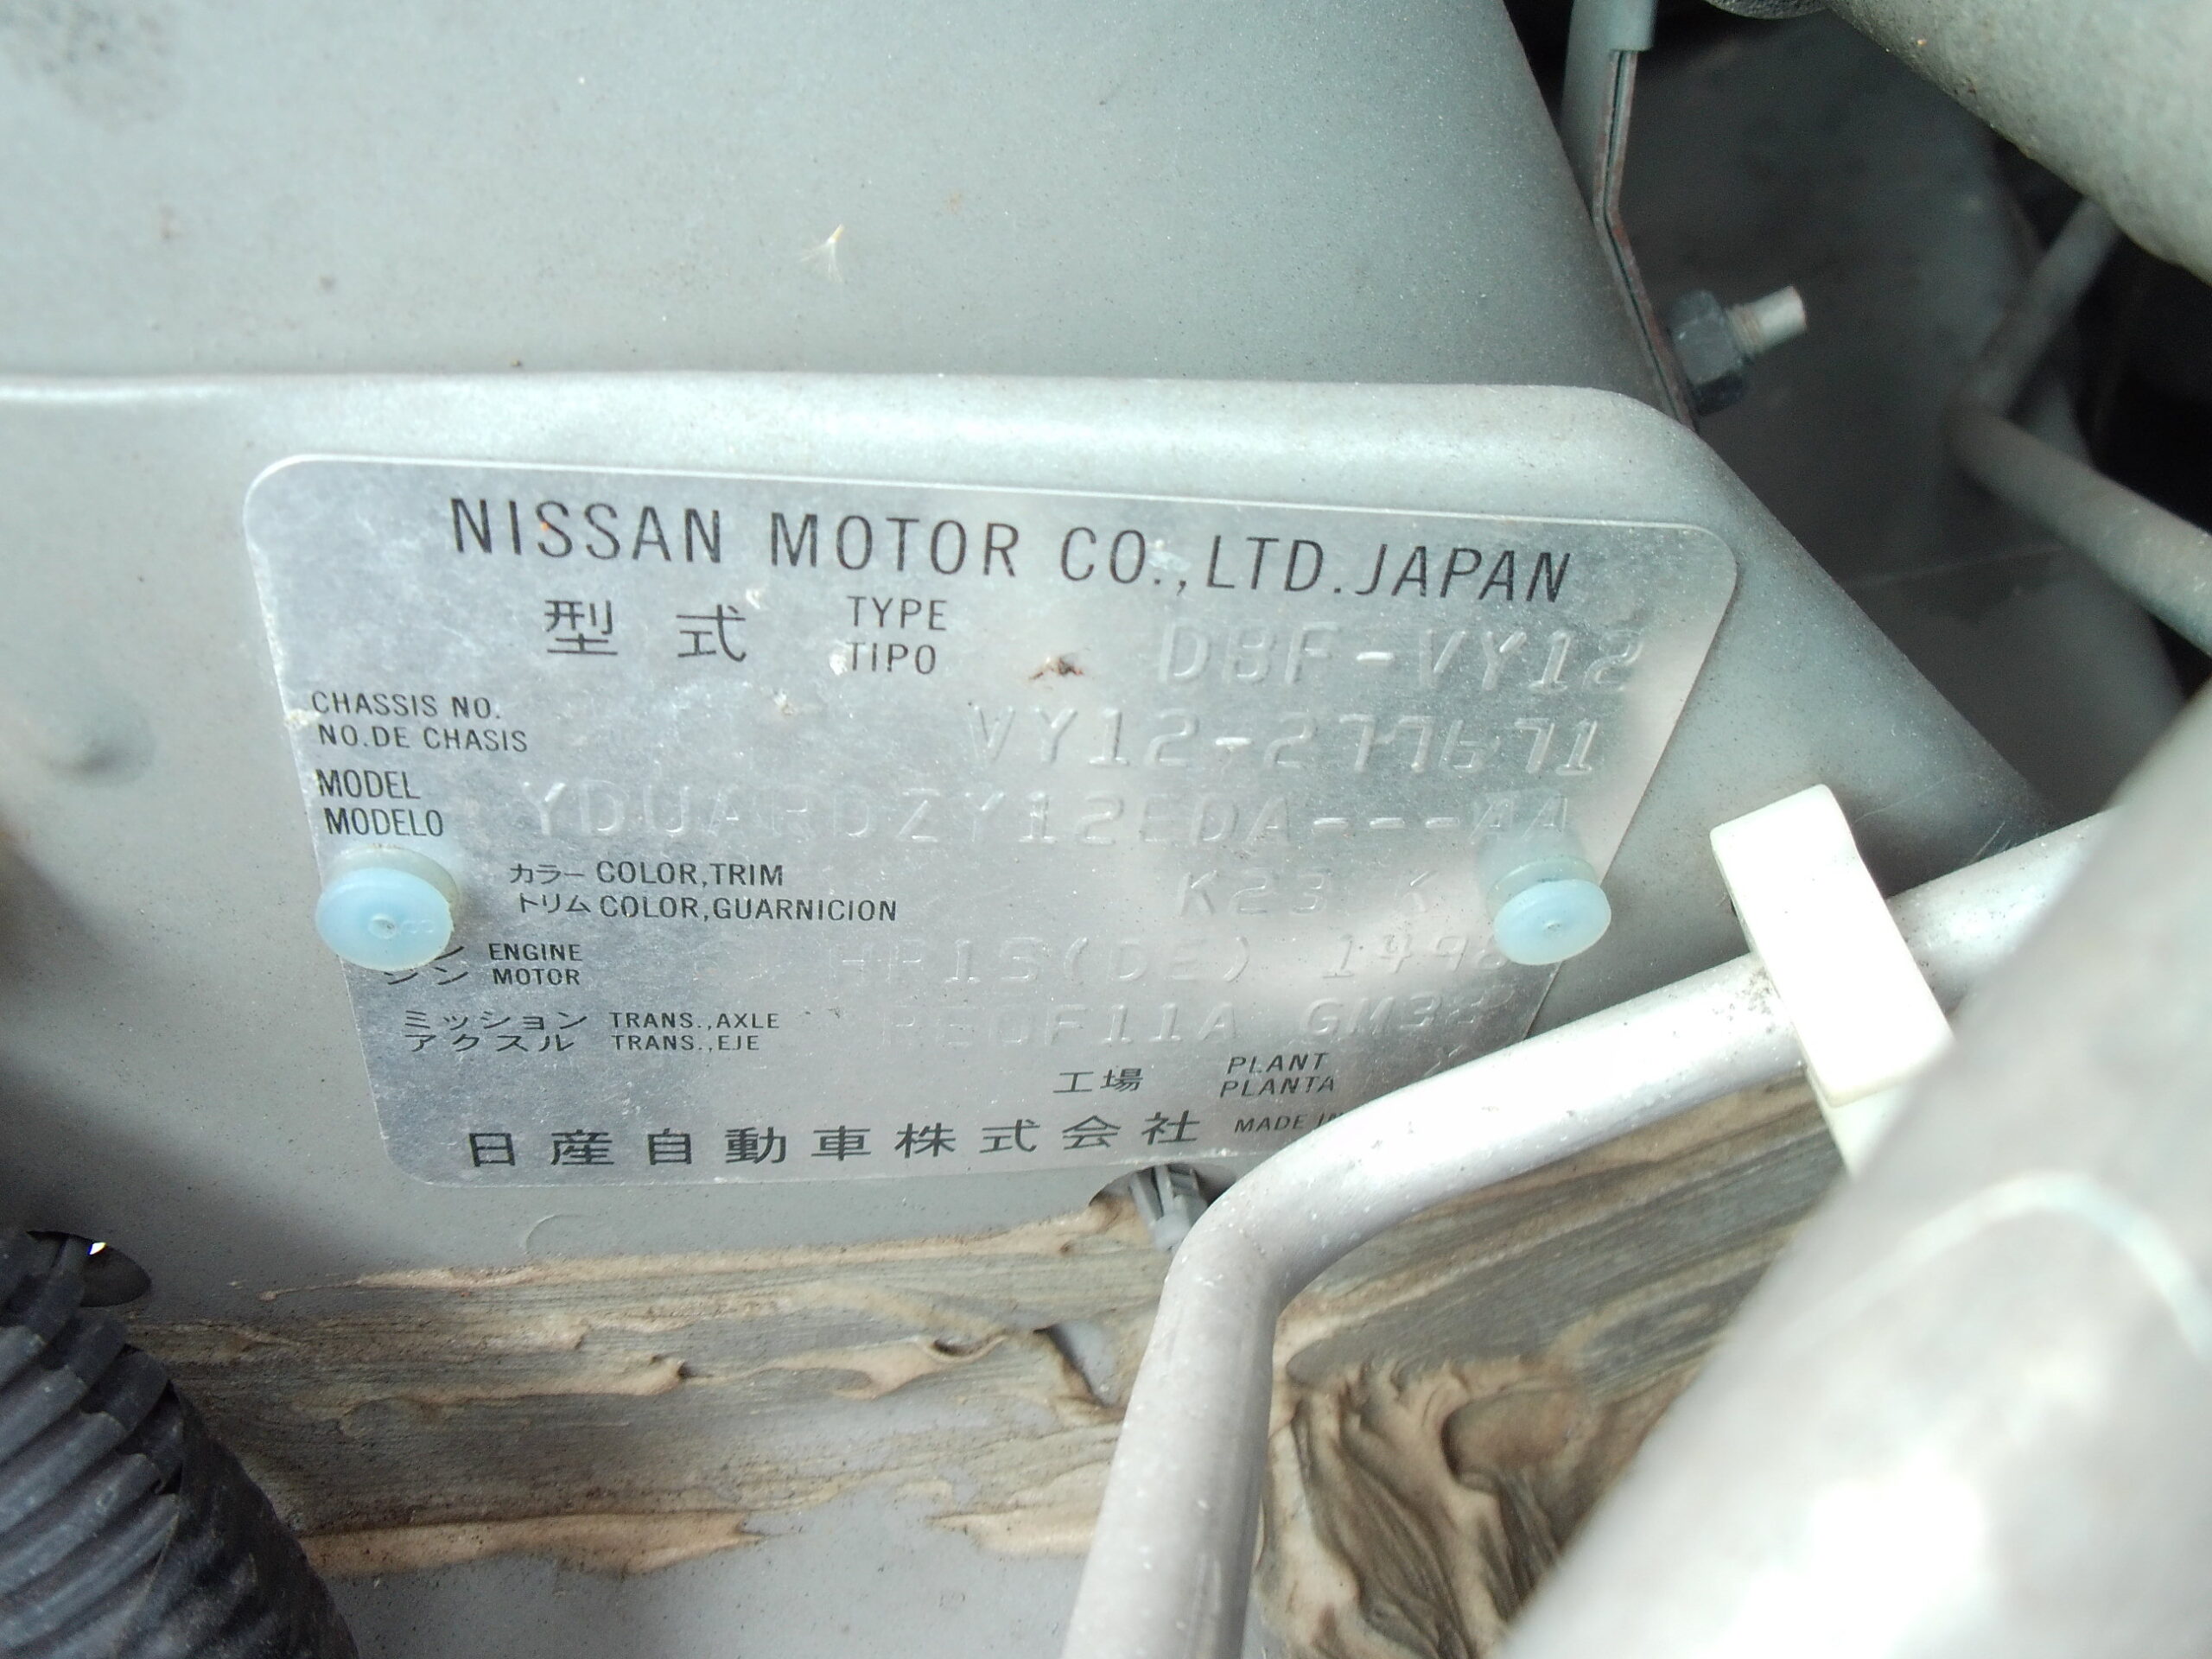 NISSAN MOTOR CO.,LTD.JAPAN
型式 TYPE DBF-VY12
TIPO
CHASSIS NO. VY12-277671
NO.DE CHASIS
MODEL
MODELO
カラー COLOR,TRIM K23 K
トリム COLOR,GUARNICION
ENGINE HR15(DE)
MOTOR
ミッション TRANS.,AXLE
アクスル TRANS.,EJE
工場 PLANT
PLANTA
日産自動車株式会社 MADE IN